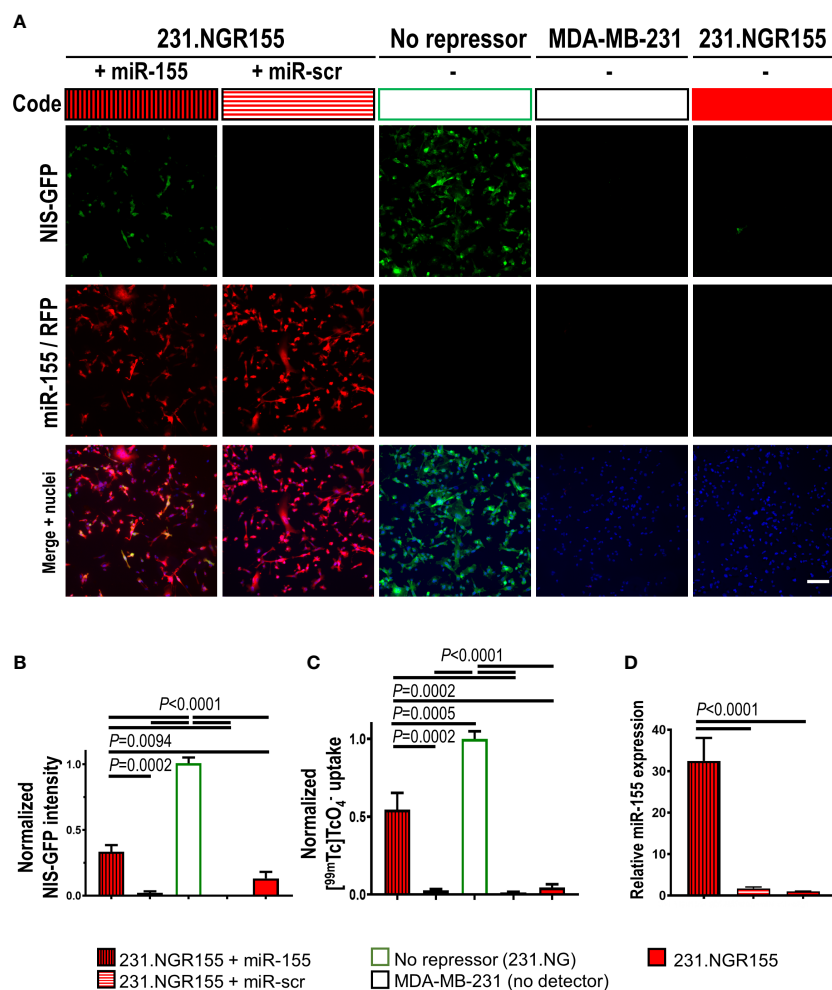 A
231.NGR155 No repressor MDA-MB-231 231.NGR155
+ miR-155 + miR-scr - - -
Code
NIS-GFP
miR-155 / RFP
Merge + nuclei
B
P<0.0001
P=0.0094
P=0.0002
Normalized
NIS-GFP intensity
1.0
0.5
0.0
C
P<0.0001
P=0.0002
P=0.0005
P=0.0002
Normalized
[99mTc]TcO4- uptake
1.0
0.5
0.0
D
P<0.0001
Relative miR-155 expression
40
30
20
10
0
231.NGR155 + miR-155
231.NGR155 + miR-scr
No repressor (231.NG)
MDA-MB-231 (no detector)
231.NGR155